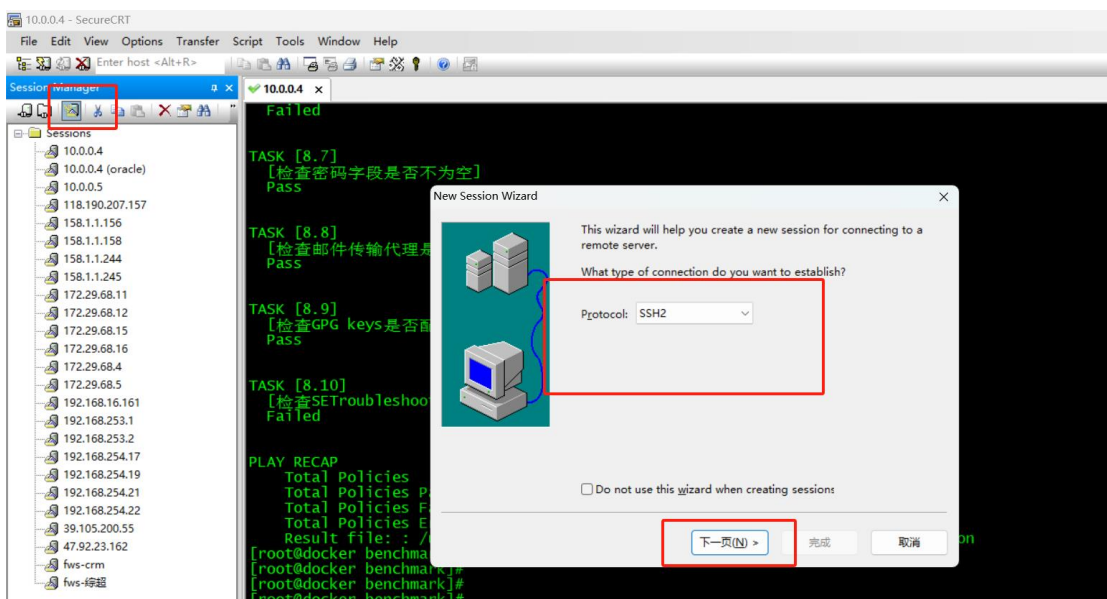 10.0.0.4 - SecureCRT
File Edit View Options Transfer Script Tools Window Help
Enter host <Alt+R>
Session Manager
10.0.0.4
Sessions
10.0.0.4
10.0.0.4 (oracle)
10.0.0.5
118.190.207.157
158.1.1.156
158.1.1.158
158.1.1.244
158.1.1.245
172.29.68.11
172.29.68.12
172.29.68.15
172.29.68.16
172.29.68.4
172.29.68.5
192.168.16.161
192.168.253.1
192.168.253.2
192.168.254.17
192.168.254.19
192.168.254.21
192.168.254.22
39.105.200.55
47.92.23.162
fws-crm
fws-综超
Failed
TASK [8.7]
[检查密码字段是否不为空]
Pass
TASK [8.8]
[检查邮件传输代理是
Pass
TASK [8.9]
[检查GPG keys是否配
Pass
TASK [8.10]
[检查SETroubleshoo
Failed
PLAY RECAP
Total Policies
Total Policies P
Total Policies F
Total Policies E
Result file: : /
on
[root@docker benchma
[root@docker benchmark]#
[root@docker benchmark]#
[root@docker benchmark]#
New Session Wizard
This wizard will help you create a new session for connecting to a
remote server.
What type of connection do you want to establish?
Protocol: SSH2
Do not use this wizard when creating sessions
下一页(N) > 完成 取消